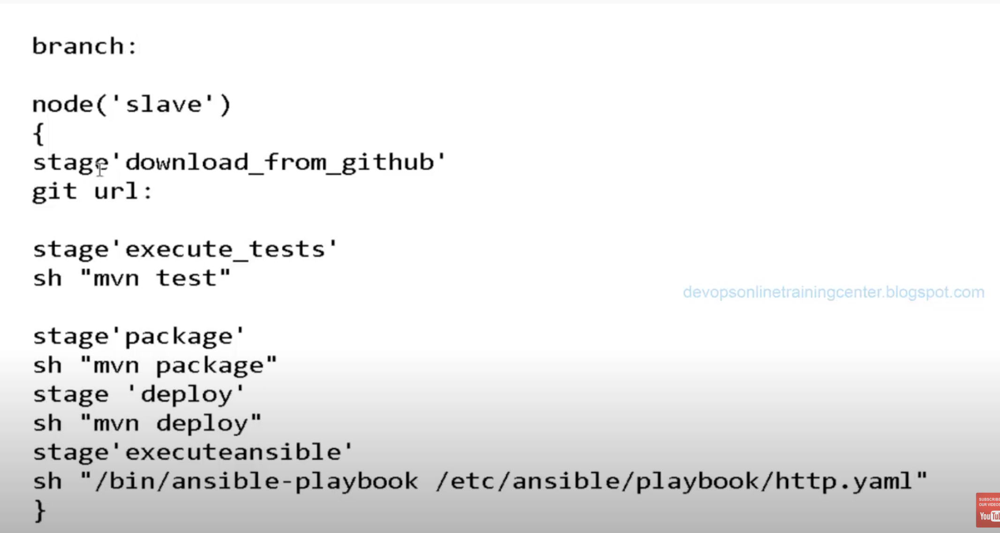 branch:
node('slave')
{
stage'download_from_github'
git url:
stage'execute_tests'
sh "mvn test"
devopsonlinetrainingcenter.blogspot.com
stage'package'
sh "mvn package"
stage 'deploy'
sh "mvn deploy"
stage'executeansible'
sh "/bin/ansible-playbook /etc/ansible/playbook/http.yaml"
}
SUBSCRIBE
OUR VIDEOS
YouTub